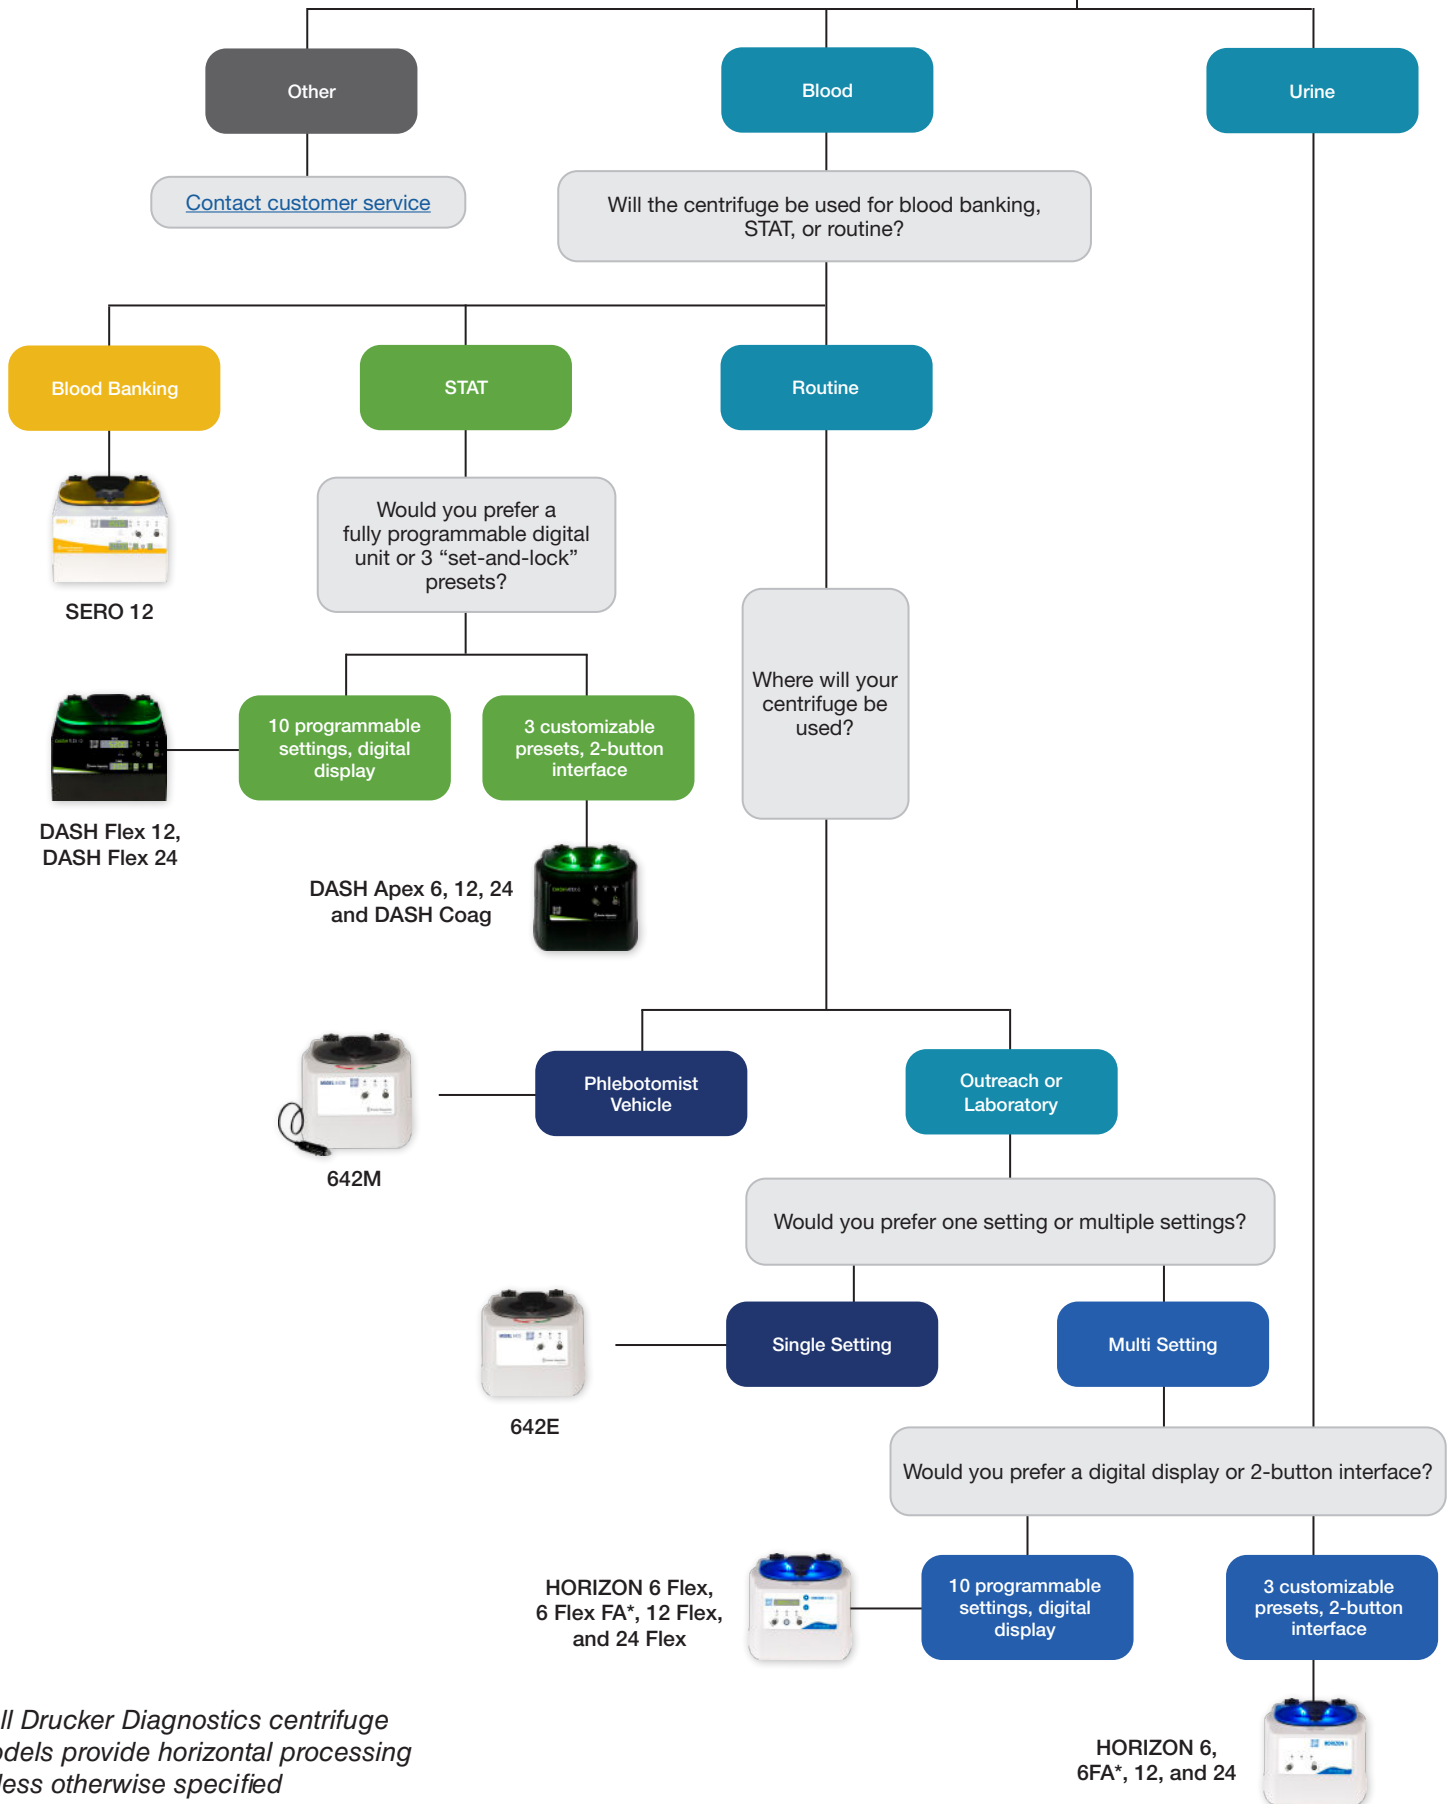 Other
Blood
Urine
Contact customer service
Will the centrifuge be used for blood banking,
STAT, or routine?
Blood Banking
STAT
Routine
SERO 12
Would you prefer a
fully programmable digital
unit or 3 “set-and-lock”
presets?
Where will your
centrifuge be
used?
10 programmable
settings, digital
display
3 customizable
presets, 2-button
interface
DASH Flex 12,
DASH Flex 24
DASH Apex 6, 12, 24
and DASH Coag
Phlebotomist
Vehicle
Outreach or
Laboratory
642M
Would you prefer one setting or multiple settings?
Single Setting
Multi Setting
642E
Would you prefer a digital display or 2-button interface?
HORIZON 6 Flex,
6 Flex FA*, 12 Flex,
and 24 Flex
10 programmable
settings, digital
display
3 customizable
presets, 2-button
interface
HORIZON 6
HORIZON 6,
6FA*, 12, and 24
ll Drucker Diagnostics centrifuge
odels provide horizontal processing
less otherwise specified